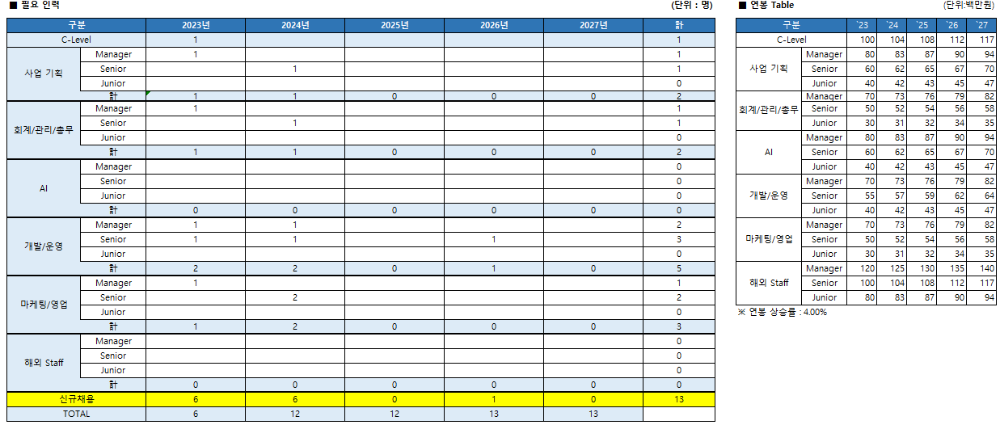 ■ 필요 인력 (단위 : 명) ■ 연봉 Table (단위:백만원)
구분 2023년 2024년 2025년 2026년 2027년 計 구분 `23 `24 `25 `26 `27
C-Level 1 1 C-Level 100 104 108 112 117
사업 기획 Manager 1 1 사업 기획 Manager 80 83 87 90 94
Senior 1 1 Senior 60 62 65 67 70
Junior 0 Junior 40 42 43 45 47
計 1 1 0 0 0 2 회계/관리/총무 Manager 70 73 76 79 82
회계/관리/총무 Manager 1 1 Senior 50 52 54 56 58
Senior 1 1 Junior 30 31 32 34 35
Junior 0 AI Manager 80 83 87 90 94
計 1 1 0 0 0 2 Senior 60 62 65 67 70
AI Manager 0 Junior 40 42 43 45 47
Senior 0 개발/운영 Manager 70 73 76 79 82
Junior 0 Senior 55 57 59 62 64
計 0 0 0 0 0 0 Junior 40 42 43 45 47
개발/운영 Manager 1 1 2 마케팅/영업 Manager 70 73 76 79 82
Senior 1 1 1 3 Senior 50 52 54 56 58
Junior 0 Junior 30 31 32 34 35
計 2 2 0 1 0 5 해외 Staff Manager 120 125 130 135 140
마케팅/영업 Manager 1 1 Senior 100 104 108 112 117
Senior 2 2 Junior 80 83 87 90 94
Junior 0 ※ 연봉 상승률 : 4.00%
計 1 2 0 0 0 3
해외 Staff Manager 0
Senior 0
Junior 0
計 0 0 0 0 0 0
신규채용 6 6 0 1 0 13
TOTAL 6 12 12 13 13